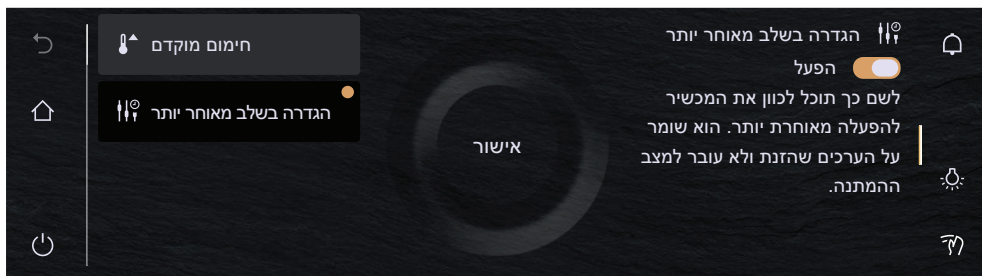 הגדרה בשלב מאוחר יותר
הפעל
לשם כך תוכל לכוון את המכשיר
להפעלה מאוחרת יותר. הוא שומר
על הערכים שהזנת ולא עובר למצב
ההמתנה.
אישור
חימום מוקדם
הגדרה בשלב מאוחר יותר